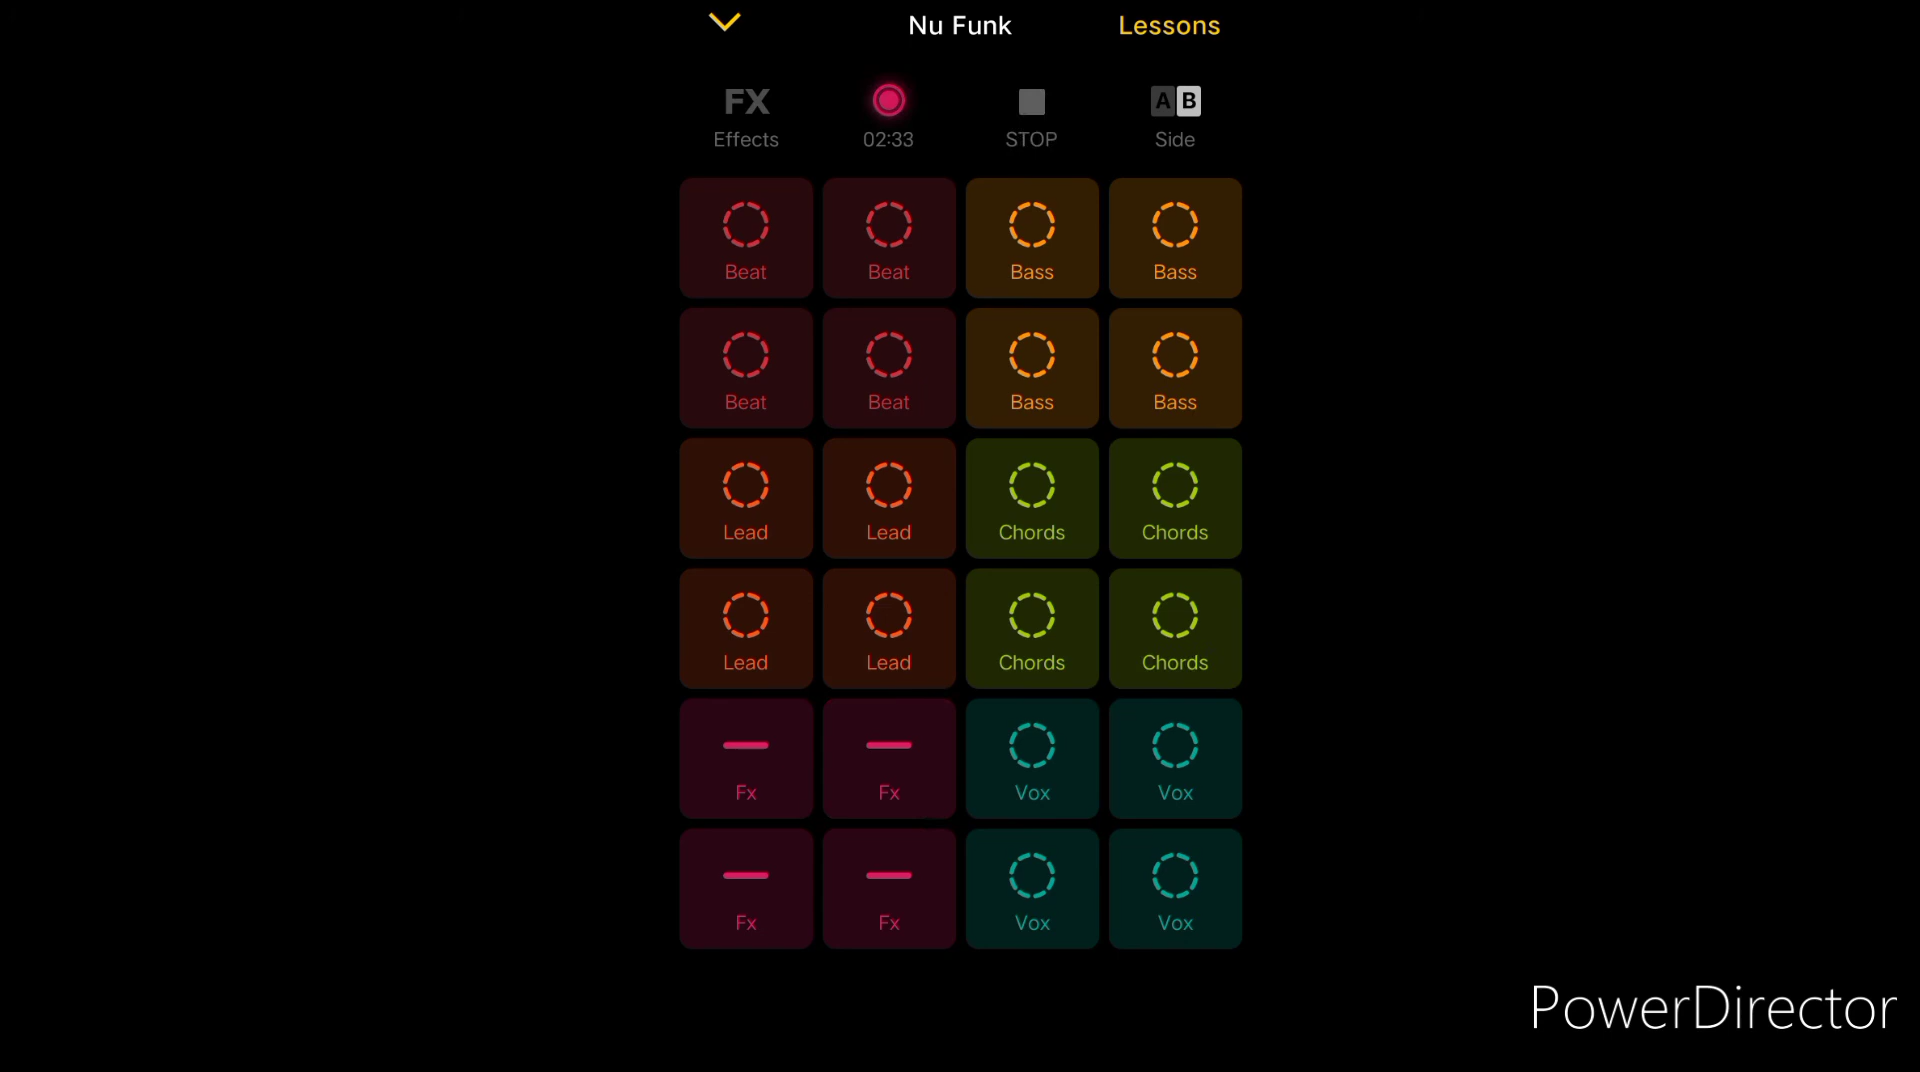 Nu Funk Lessons
FX A B
Effects 02:33 STOP Side
Beat Beat Bass Bass
Beat Beat Bass Bass
Lead Lead Chords Chords
Lead Lead Chords Chords
Fx Fx Vox Vox
Fx Fx Vox Vox
PowerDirector